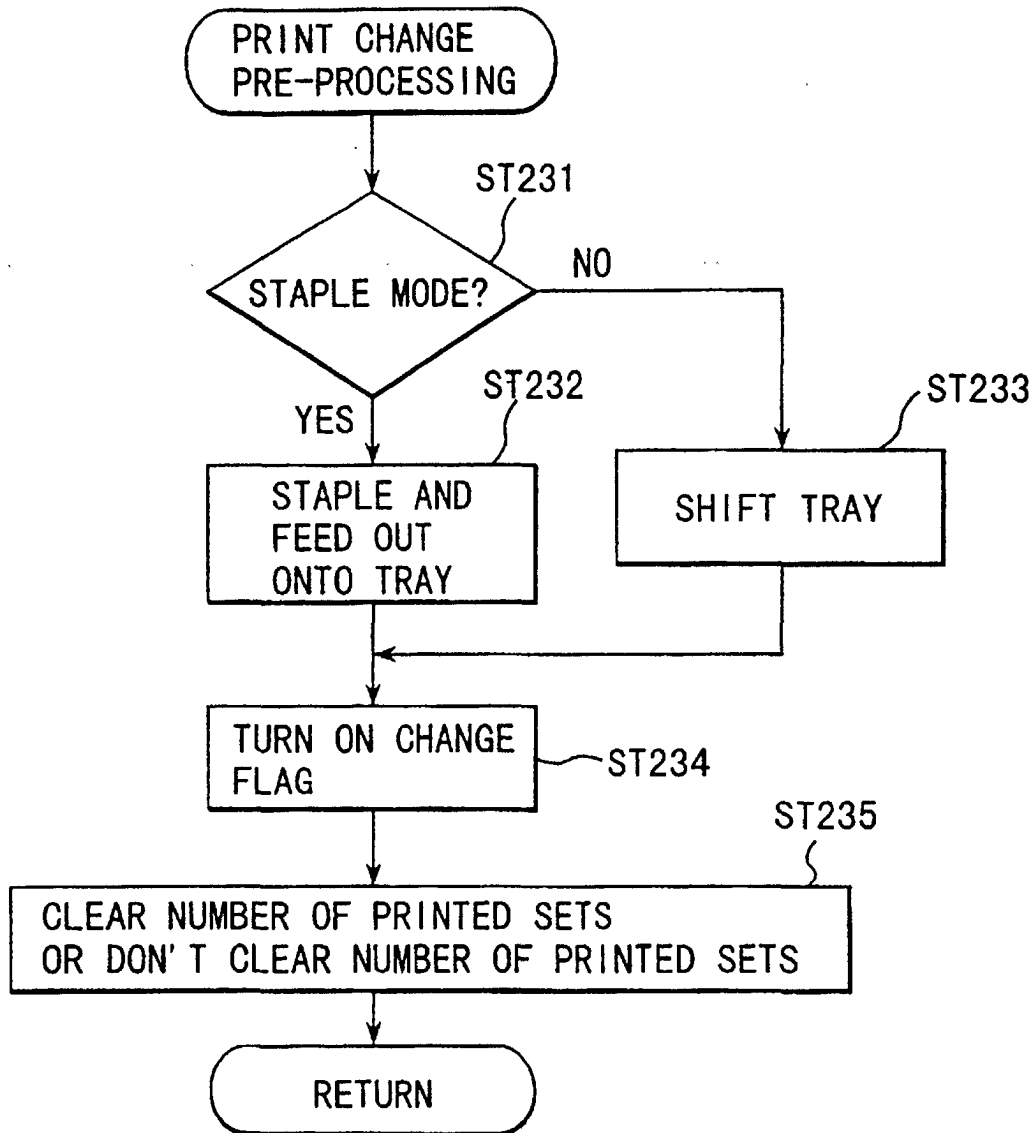 PRINT CHANGE
PRE-PROCESSING
ST231
STAPLE MODE?
NO
YES
ST232
ST233
STAPLE AND
FEED OUT
ONTO TRAY
SHIFT TRAY
TURN ON CHANGE
FLAG
ST234
ST235
CLEAR NUMBER OF PRINTED SETS
OR DON'T CLEAR NUMBER OF PRINTED SETS
RETURN